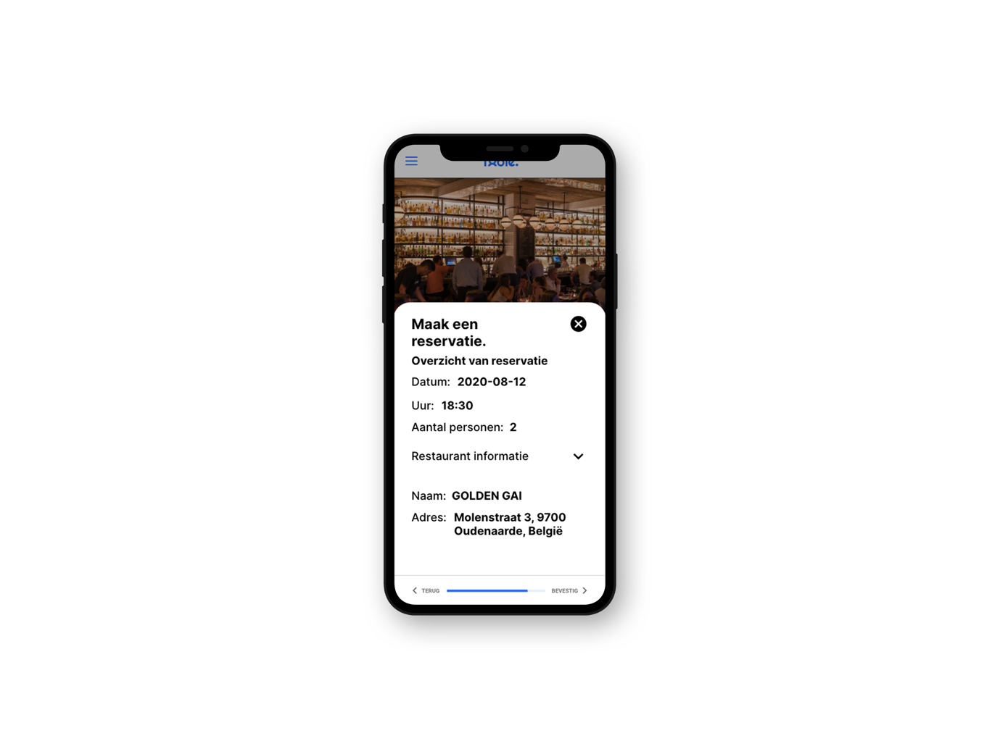 Maak een
reservatie.
Overzicht van reservatie
Datum: 2020-08-12
Uur: 18:30
Aantal personen: 2
Restaurant informatie
Naam: GOLDEN GAI
Adres: Molenstraat 3, 9700
Oudenaarde, België
TERUG BEVESTIG